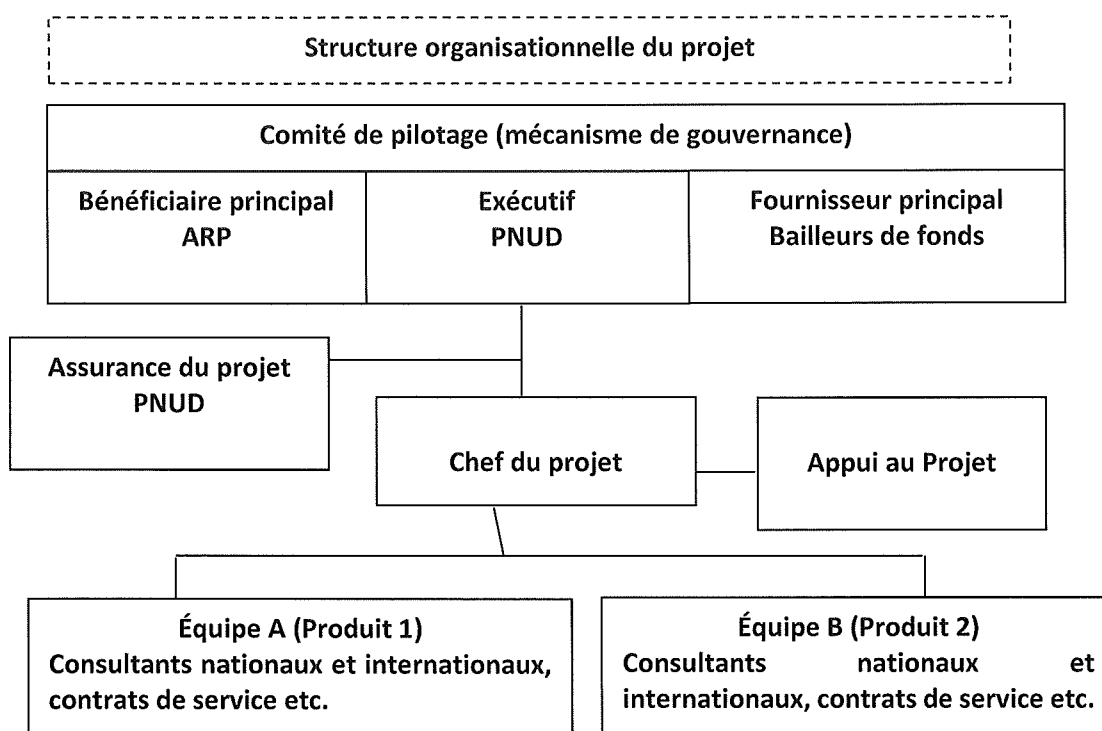 Structure organisationnelle du projet
Comité de pilotage (mécanisme de gouvernance)
Bénéficiaire principal
ARP
Exécutif
PNUD
Fournisseur principal
Bailleurs de fonds
Assurance du projet
PNUD
Chef du projet
Appui au Projet
Équipe A (Produit 1)
Consultants nationaux et internationaux,
contrats de service etc.
Équipe B (Produit 2)
Consultants nationaux et
internationaux, contrats de service etc.